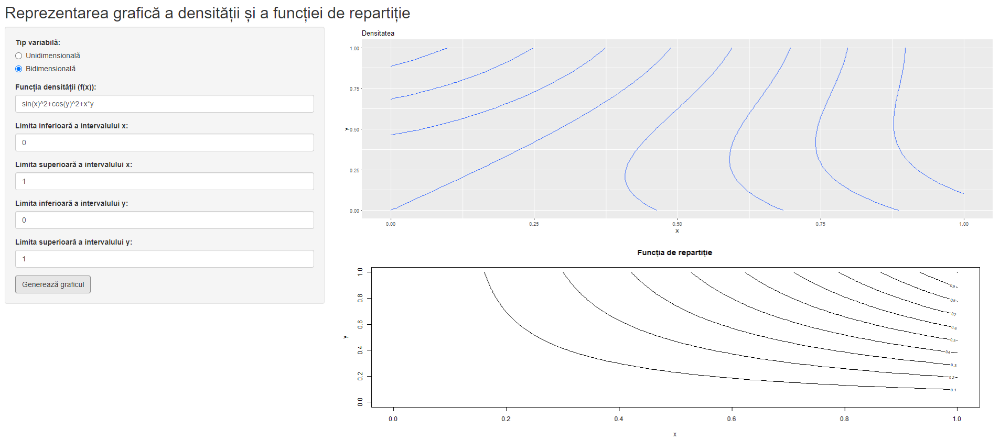 Reprezentarea grafică a densității și a funcției de repartiție
Tip variabilă:
Unidimensională
Bidimensională
Funcția densității (f(x)):
sin(x)^2+cos(y)^2+x*y
Limita inferioară a intervalului x:
0
Limita superioară a intervalului x:
1
Limita inferioară a intervalului y:
0
Limita superioară a intervalului y:
1
Generează graficul
Densitatea
1.00
0.75
y
0.50
0.25
0.00
0.00 0.25 0.50 0.75 1.00
x
Funcția de repartiție
1.0
0.8
0.6
y
0.4
0.2
0.0
0.9
0.8
0.7
0.6
0.5
0.4
0.3
0.2
0.1
0.0 0.2 0.4 0.6 0.8 1.0
x